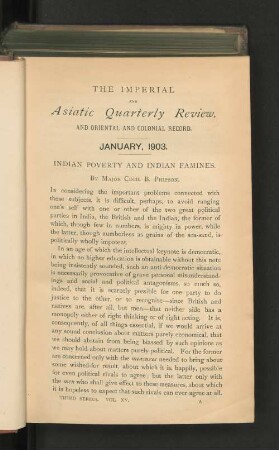 THE IMPERIAL
AND
Asiatic Quarterly Review,
AND ORIENTAL AND COLONIAL RECORD.
JANUARY, 1903.
INDIAN POVERTY AND INDIAN FAMINES.
BY MAJOR CECIL B. PHIPSON.
In considering the important problems connected with
these subjects, it is difficult, perhaps, to avoid ranging
one's self with one or other of the two great political
parties in India, the British and the Indian, the former of
which, though few in numbers, is mighty in power, while
the latter, though numberless as grains of the sea-sand, is
politically wholly impotent.
In an age of which the intellectual keynote is democratic,
in which no higher education is obtainable without this note
being insistently sounded, such an anti-democratic situation
is necessarily provocative of grave personal misunderstand-
ings and social and political antagonisms, so much so,
indeed, that it is scarcely possible for one party to do
justice to the other, or to recognise—since British and
natives are, after all, but men—that neither side has a
monopoly either of right thinking or of right acting. It is,
consequently, of all things essential, if we would arrive at
any sound conclusion about matters purely economical, that
we should abstain from being biassed by such opinions as
we may hold about matters purely political. For the former
are concerned only with the measures needed to bring about
some wished-for result, about which it is, happily, possible
for even political rivals to agree; but the latter only with
the men who shall give effect to those measures, about which
it is hopeless to expect that such rivals can ever agree at all.
THIRD SERIES. VOL. XV. A